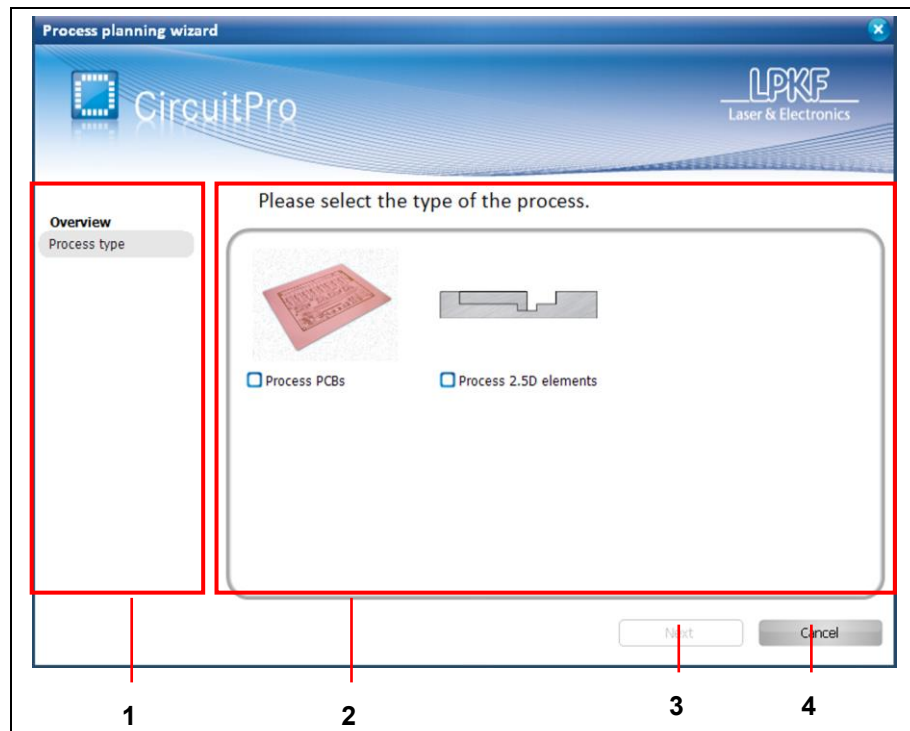 Process planning wizard
CircuitPro
LPKF
Laser & Electronics
Please select the type of the process.
Overview
Process type
Process PCBs
Process 2.5D elements
Next
Cancel
1
2
3
4